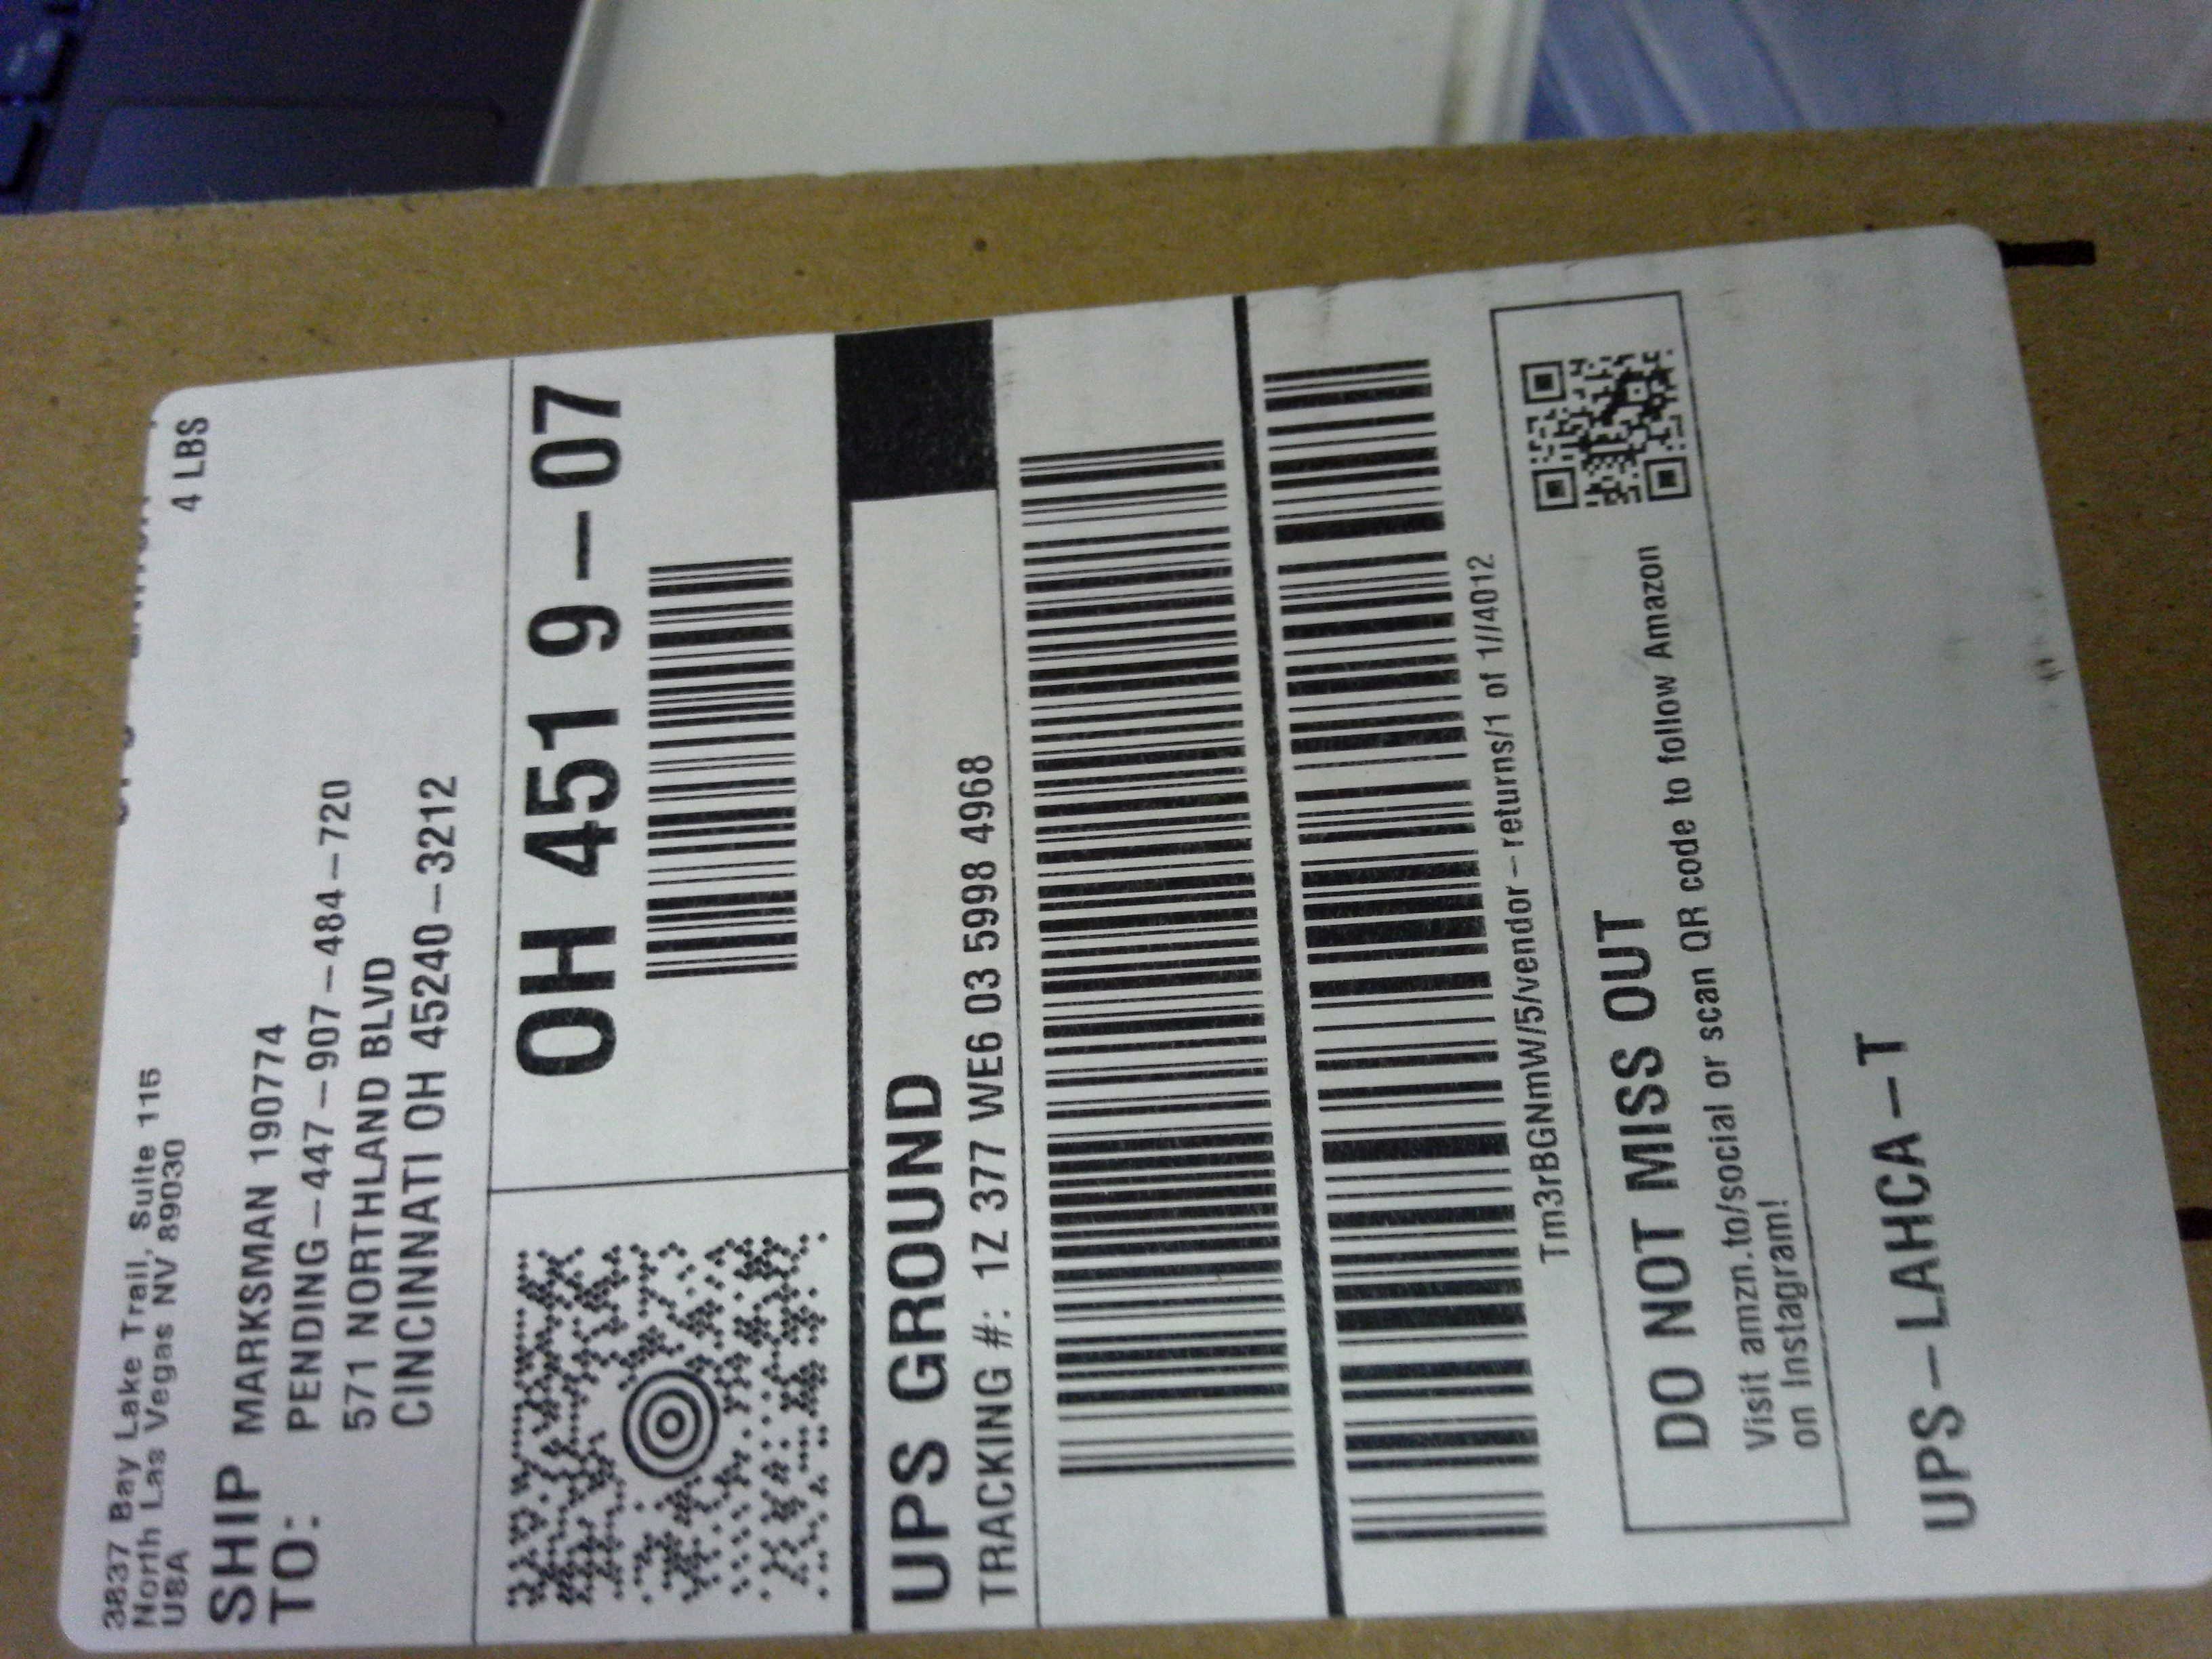 4 LBS
3837 Bay Lake Trail, Suite 115
North Las Vegas NV 89030
USA
SHIP
TO:
MARKSMAN 190774
PENDING-447-907-484-720
571 NORTHLAND BLVD
CINCINNATI OH 45240-3212
OH 451 9-07
UPS GROUND
TRACKING #: 1Z 377 WE6 03 5998 4968
Tm3rBGNmW/5/vendor-returns/1 of 1//4012
DO NOT MISS OUT
Visit amzn.to/social or scan QR code to follow Amazon
on Instagram!
UPS-LAHCA-T